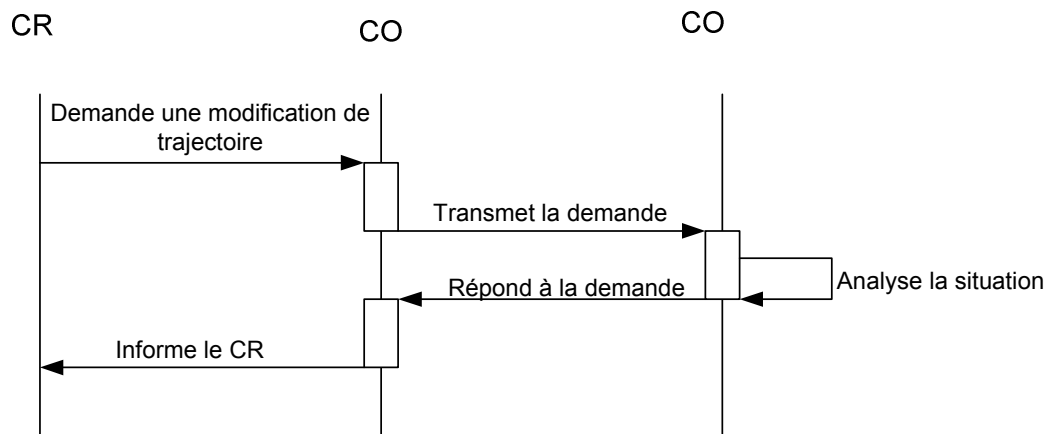 CR
CO
CO
Demande une modification de
trajectoire
Transmet la demande
Analyse la situation
Répond à la demande
Informe le CR